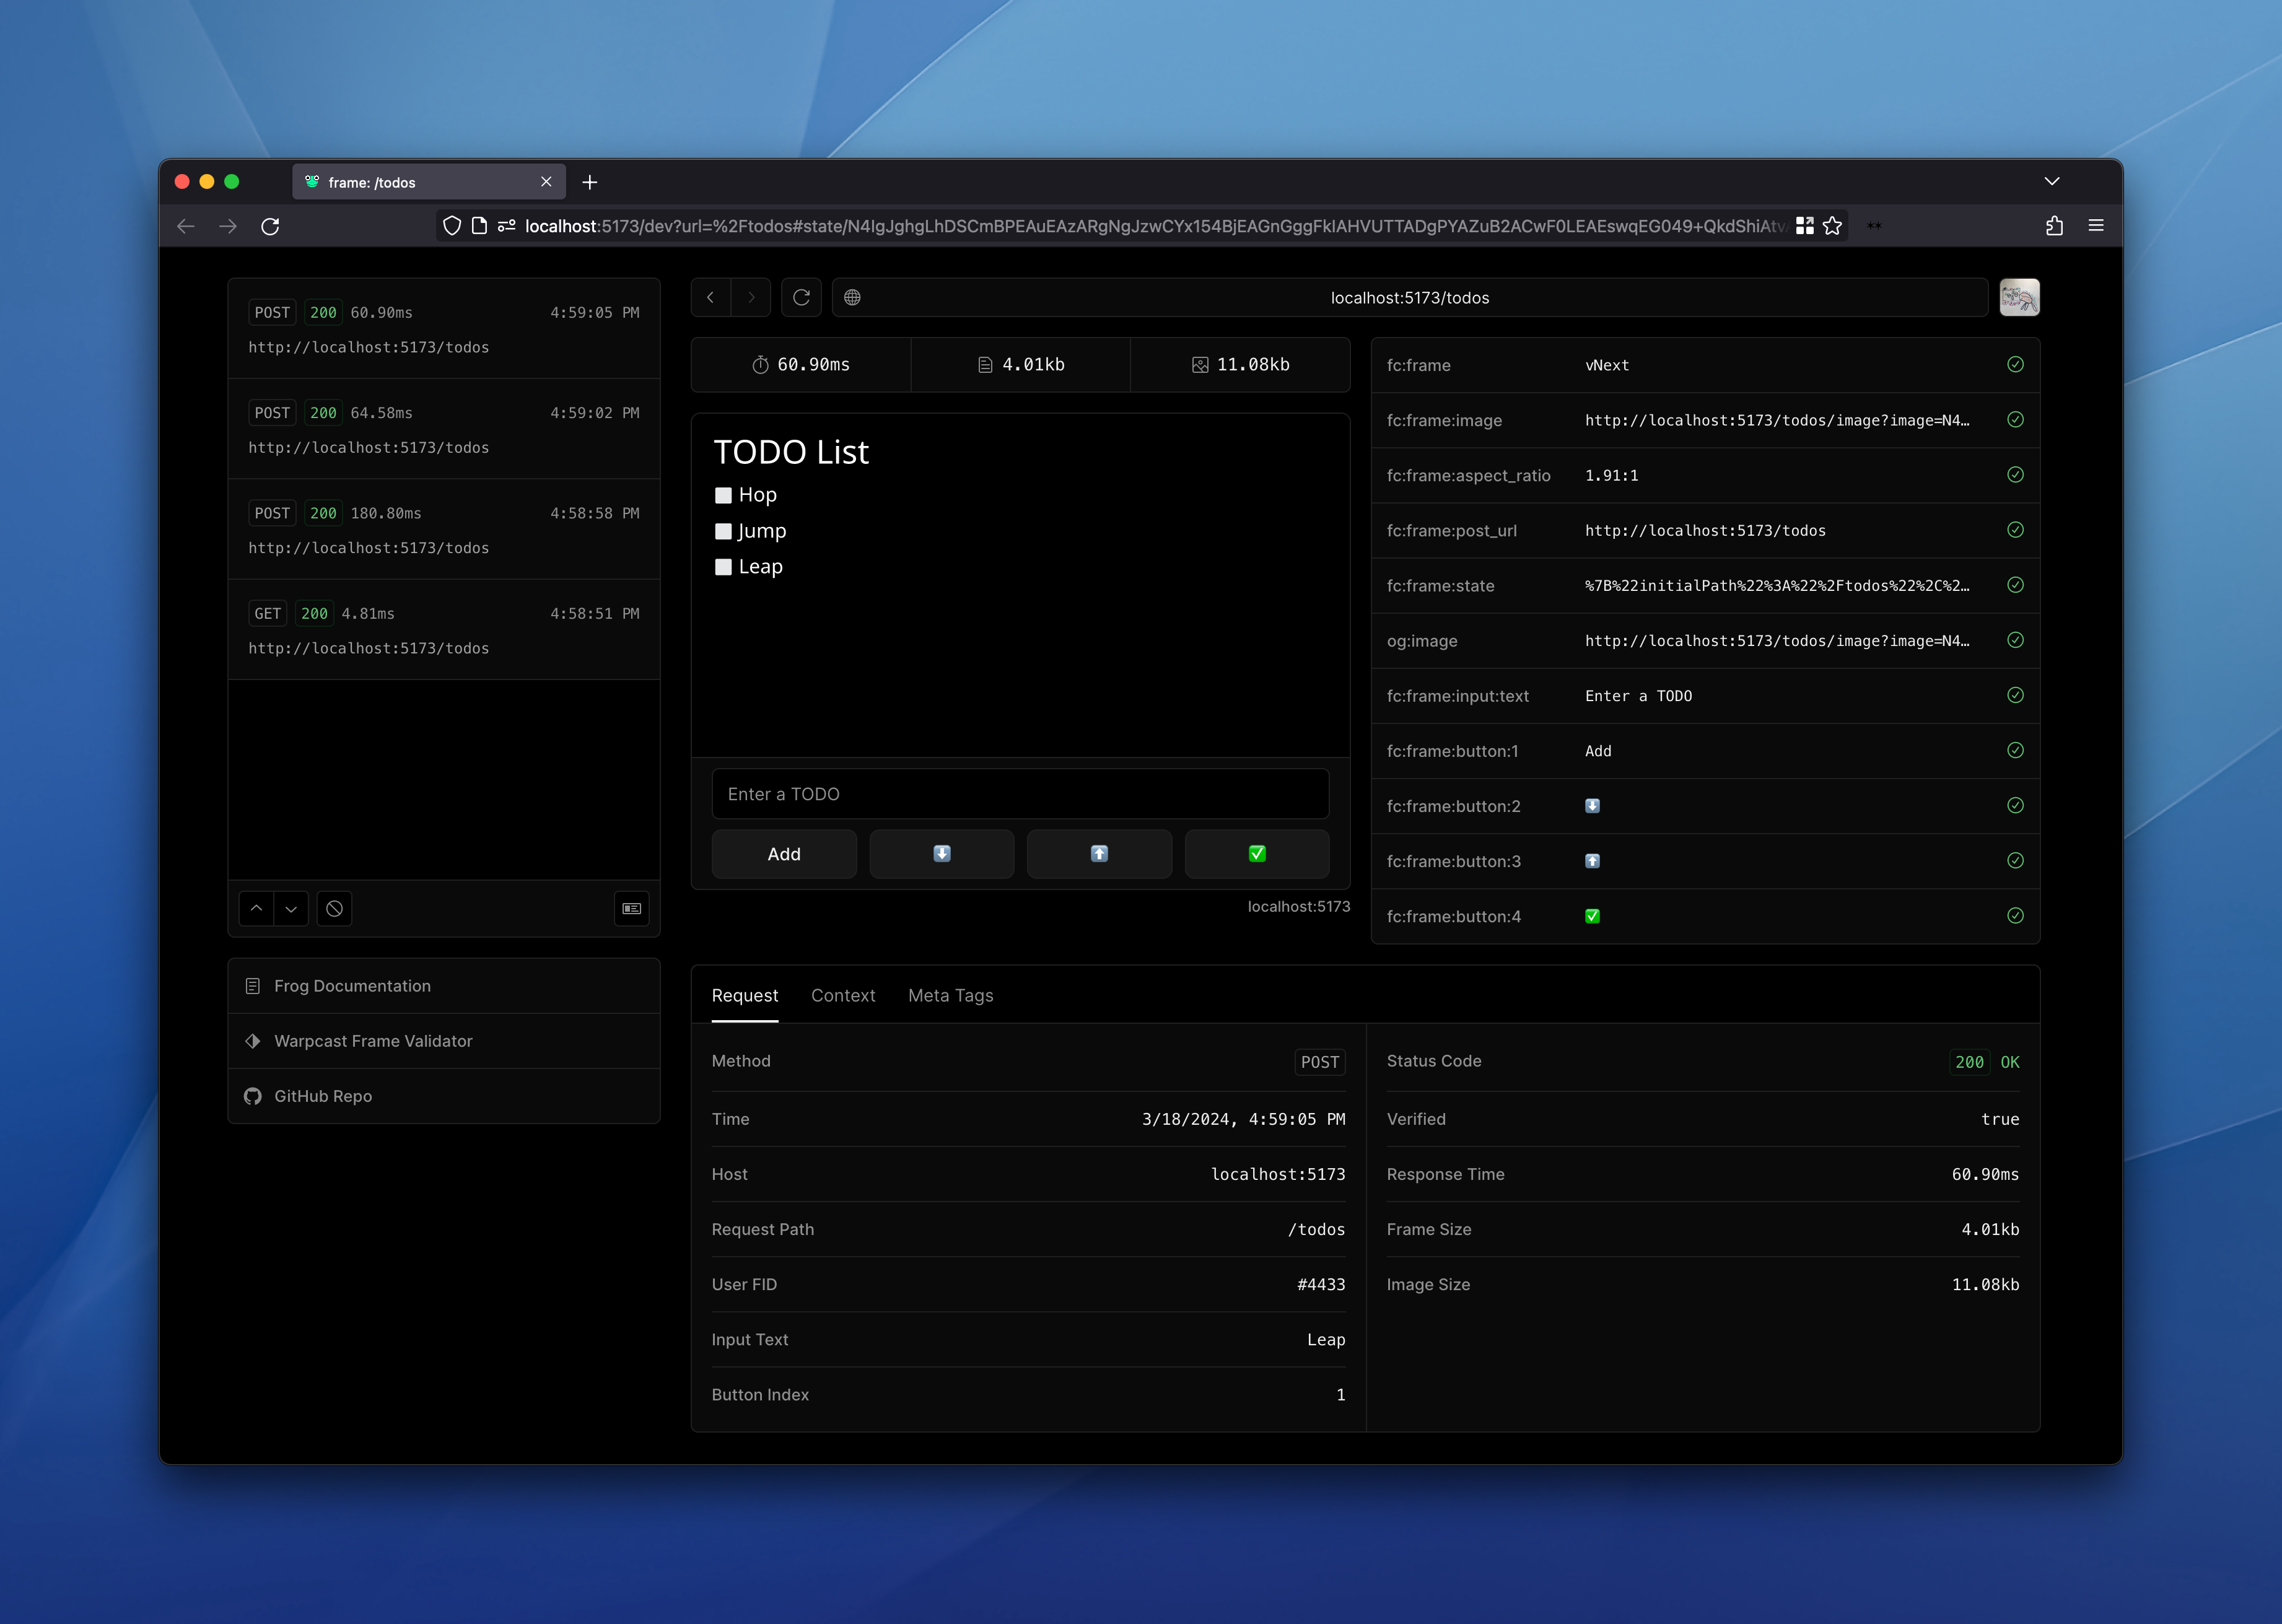 frame: /todos
localhost:5173/dev?url=%2Ftodos#state/N4IgJghgLhDSCmBPEAuEAzARgNgJzwCYx154BjEAGnGggFkIAHVUTTADgPYAZuB2ACwF0LEAEswqEG049+QkdShiAtv
POST 200 60.90ms 4:59:05 PM
http://localhost:5173/todos
POST 200 64.58ms 4:59:02 PM
http://localhost:5173/todos
POST 200 180.80ms 4:58:58 PM
http://localhost:5173/todos
GET 200 4.81ms 4:58:51 PM
http://localhost:5173/todos
Frog Documentation
Warpcast Frame Validator
GitHub Repo
localhost:5173/todos
60.90ms 4.01kb 11.08kb
TODO List
Hop
Jump
Leap
Enter a TODO
Add ⬇️ ⬆️ ✅
localhost:5173
fc:frame vNext
fc:frame:image http://localhost:5173/todos/image?image=N4…
fc:frame:aspect_ratio 1.91:1
fc:frame:post_url http://localhost:5173/todos
fc:frame:state %7B%22initialPath%22%3A%22%2Ftodos%22%2C%2…
og:image http://localhost:5173/todos/image?image=N4…
fc:frame:input:text Enter a TODO
fc:frame:button:1 Add
fc:frame:button:2 ⬇️
fc:frame:button:3 ⬆️
fc:frame:button:4 ✅
Request Context Meta Tags
Method POST
Time 3/18/2024, 4:59:05 PM
Host localhost:5173
Request Path /todos
User FID #4433
Input Text Leap
Button Index 1
Status Code 200 OK
Verified true
Response Time 60.90ms
Frame Size 4.01kb
Image Size 11.08kb